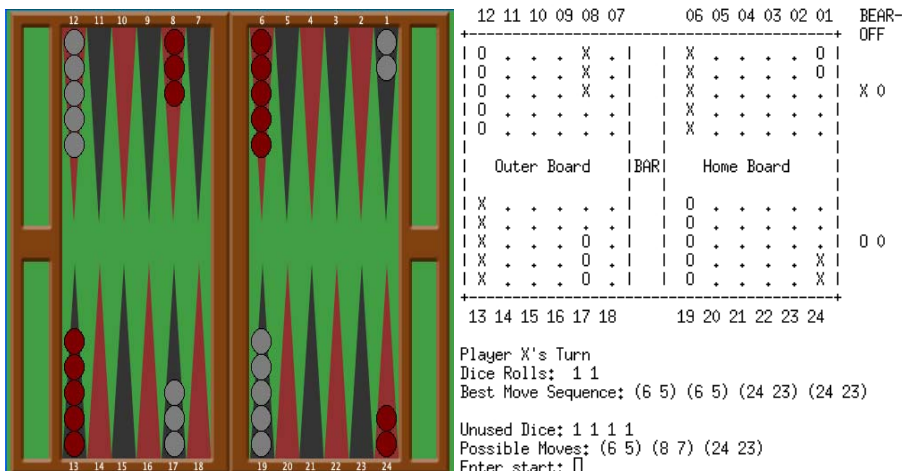 12 11 10 9 8 7 6 5 4 3 2 1
13 14 15 16 17 18 19 20 21 22 23 24
12 11 10 09 08 07 06 05 04 03 02 01 BEAR-
OFF
+------------------------------------------+
| O . . . X . | | X . . . . O |
| O . . . X . | | X . . . . O |
| O . . . X . | | X . . . . . | X 0
| O . . . . . | | X . . . . . |
| O . . . . . | | X . . . . . |
| |
| Outer Board |BAR| Home Board |
| |
| X . . . . . | | O . . . . . |
| X . . . . . | | O . . . . . |
| X . . . O . | | O . . . . . | O 0
| X . . . O . | | O . . . . X |
| X . . . O . | | O . . . . X |
+------------------------------------------+
13 14 15 16 17 18 19 20 21 22 23 24
Player X's Turn
Dice Rolls: 1 1
Best Move Sequence: (6 5) (6 5) (24 23) (24 23)
Unused Dice: 1 1 1 1
Possible Moves: (6 5) (8 7) (24 23)
Enter start: